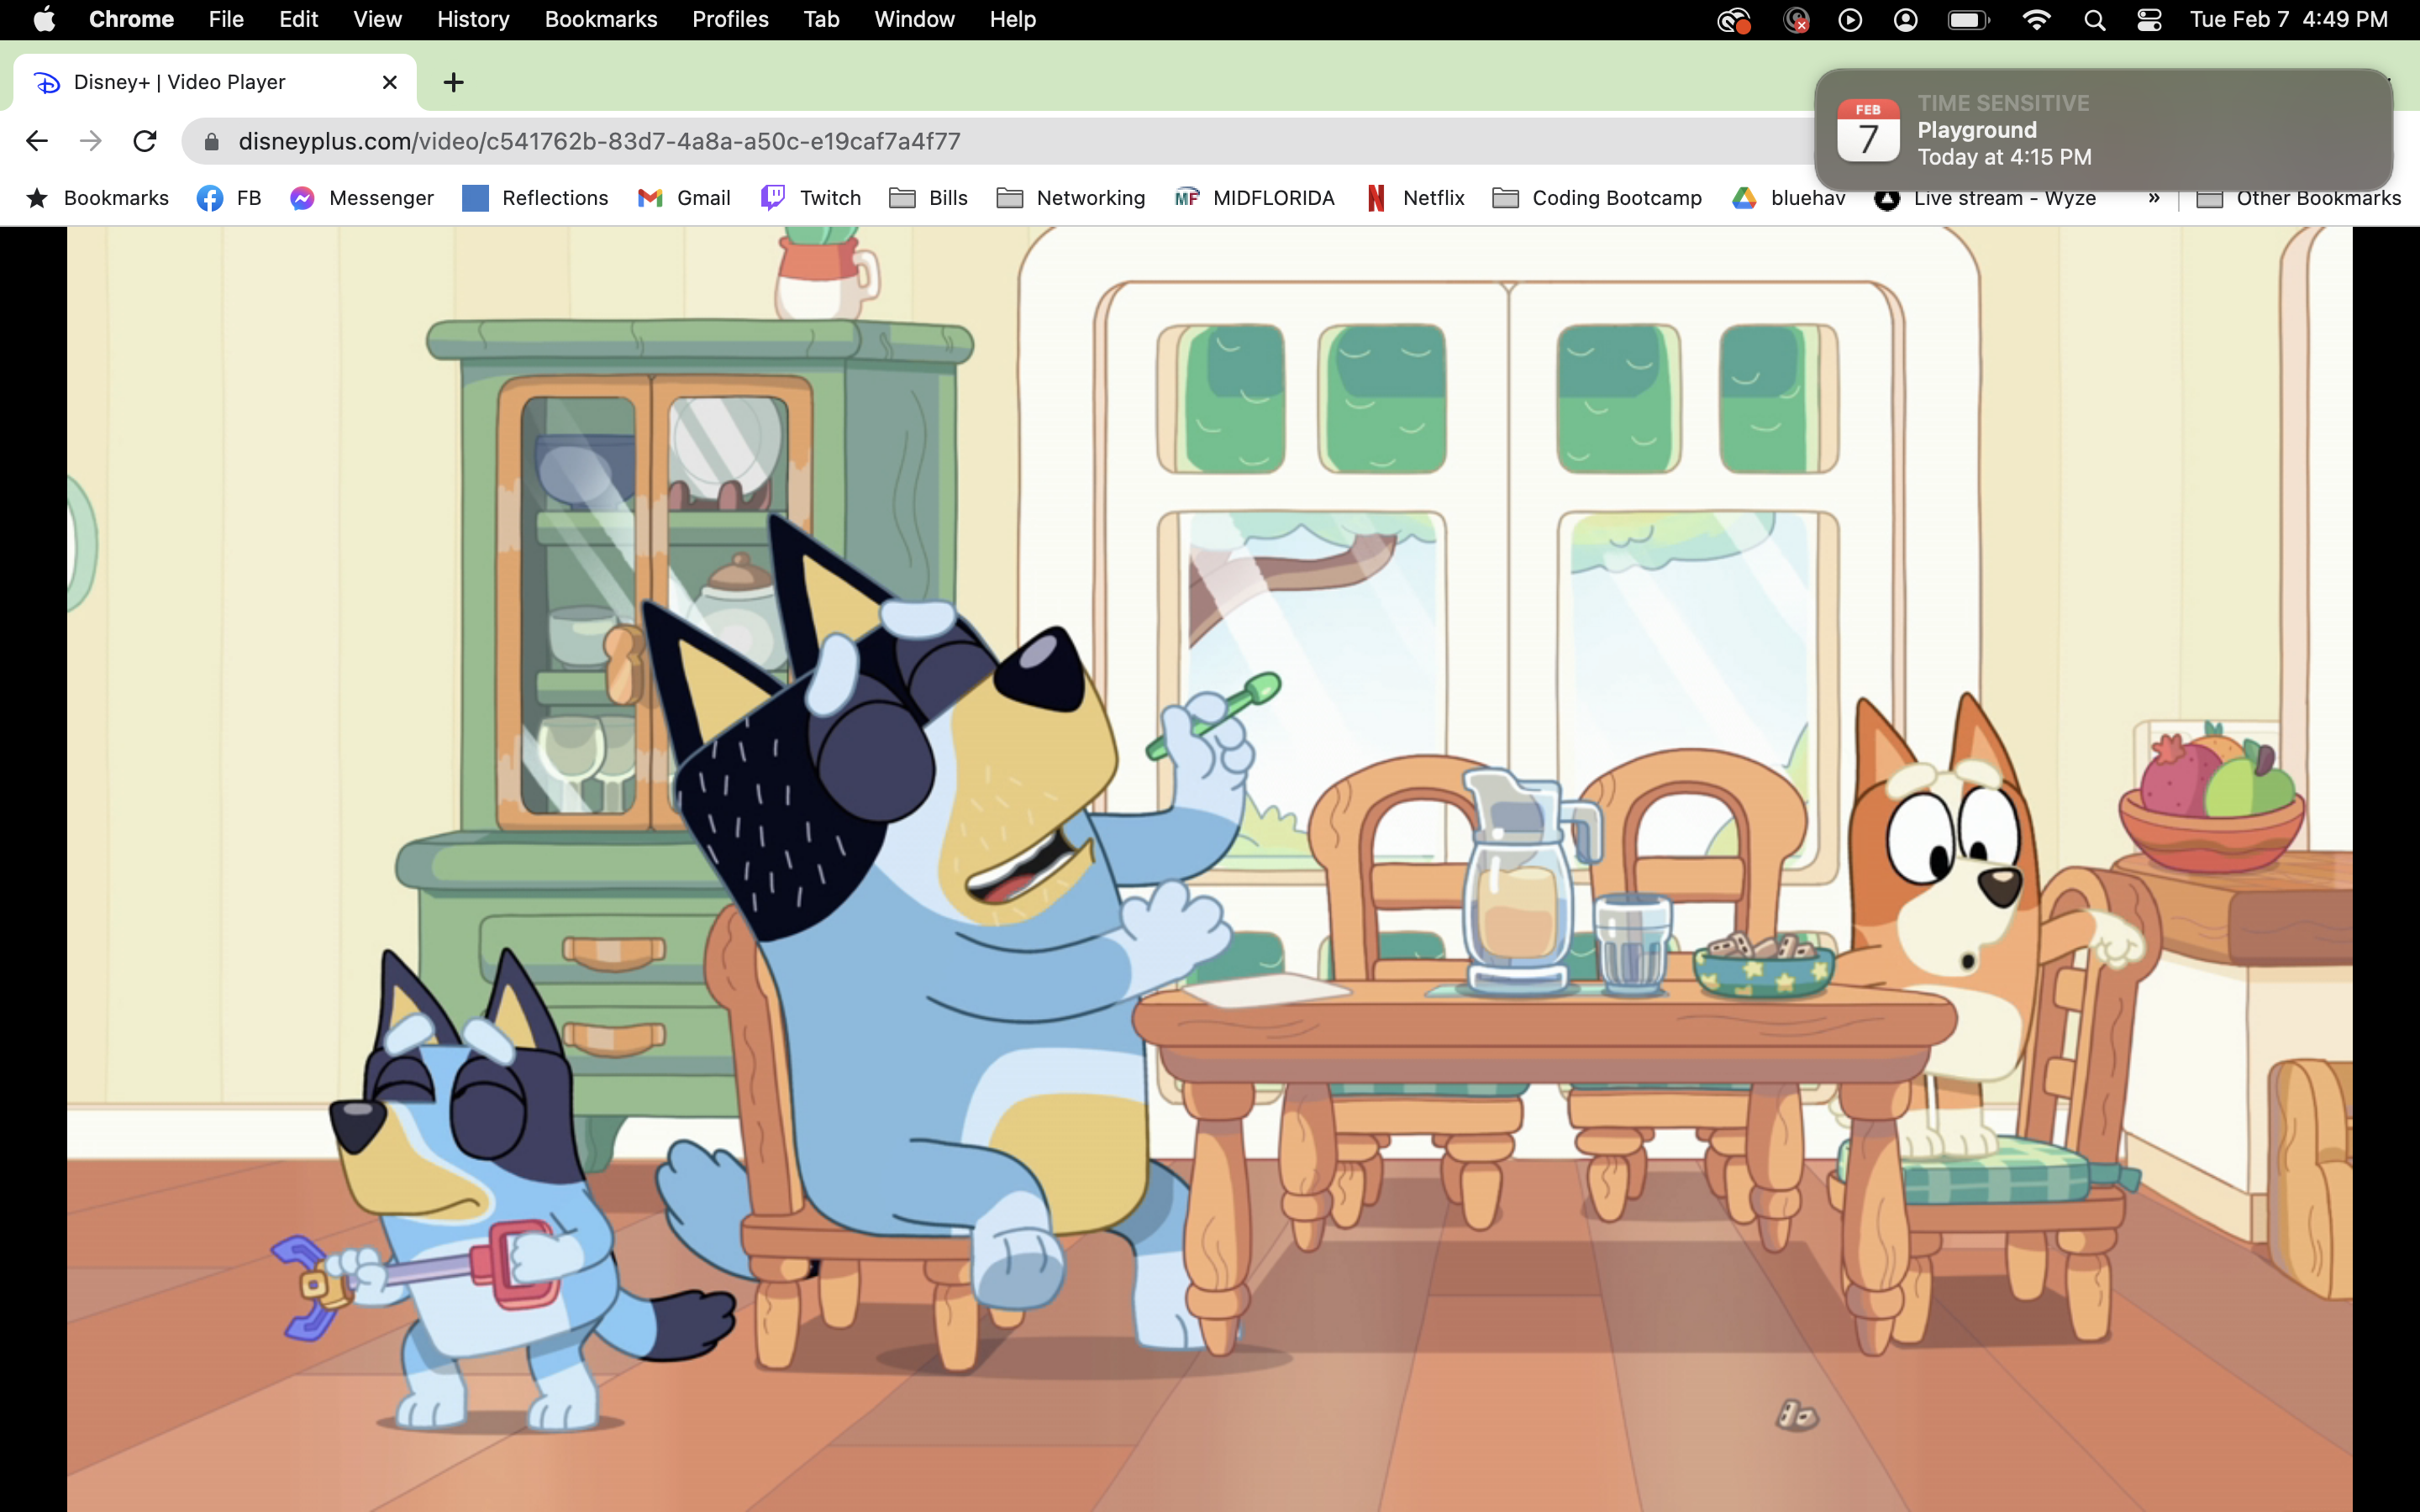 Chrome File Edit View History Bookmarks Profiles Tab Window Help Tue Feb 7 4:49 PM
Disney+ | Video Player
disneyplus.com/video/c541762b-83d7-4a8a-a50c-e19caf7a4f77
FEB
7
TIME SENSITIVE
Playground
Today at 4:15 PM
Bookmarks FB Messenger Reflections Gmail Twitch Bills Networking MF MIDFLORIDA Netflix Coding Bootcamp bluehav Live stream - Wyze » Other Bookmarks